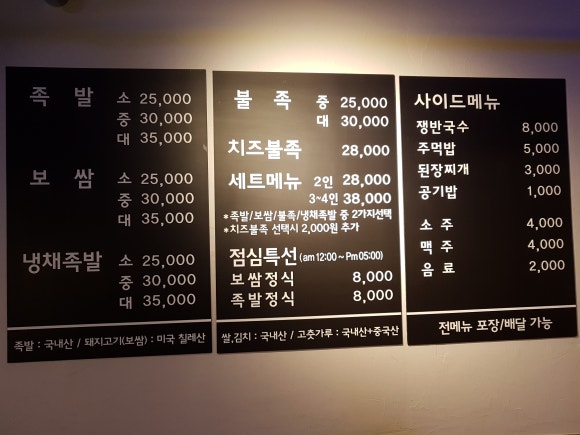 족 발 소 25,000
중 30,000
대 35,000
보 쌈 소 25,000
중 30,000
대 35,000
냉채족발 소 25,000
중 30,000
대 35,000
족발 : 국내산 / 돼지고기(보쌈) : 미국 칠레산
불 족 중 25,000
대 30,000
치즈불족 28,000
세트메뉴 2인 28,000
3~4인 38,000
*족발/보쌈/불족/냉채족발 중 2가지선택
*치즈불족 선택시 2,000원 추가
점심특선 (am 12:00 ~ Pm 05:00)
보쌈정식 8,000
족발정식 8,000
쌀,김치 : 국내산 / 고춧가루 : 국내산+중국산
사이드메뉴
쟁반국수 8,000
주먹밥 5,000
된장찌개 3,000
공기밥 1,000
소 주 4,000
맥 주 4,000
음 료 2,000
전메뉴 포장/배달 가능